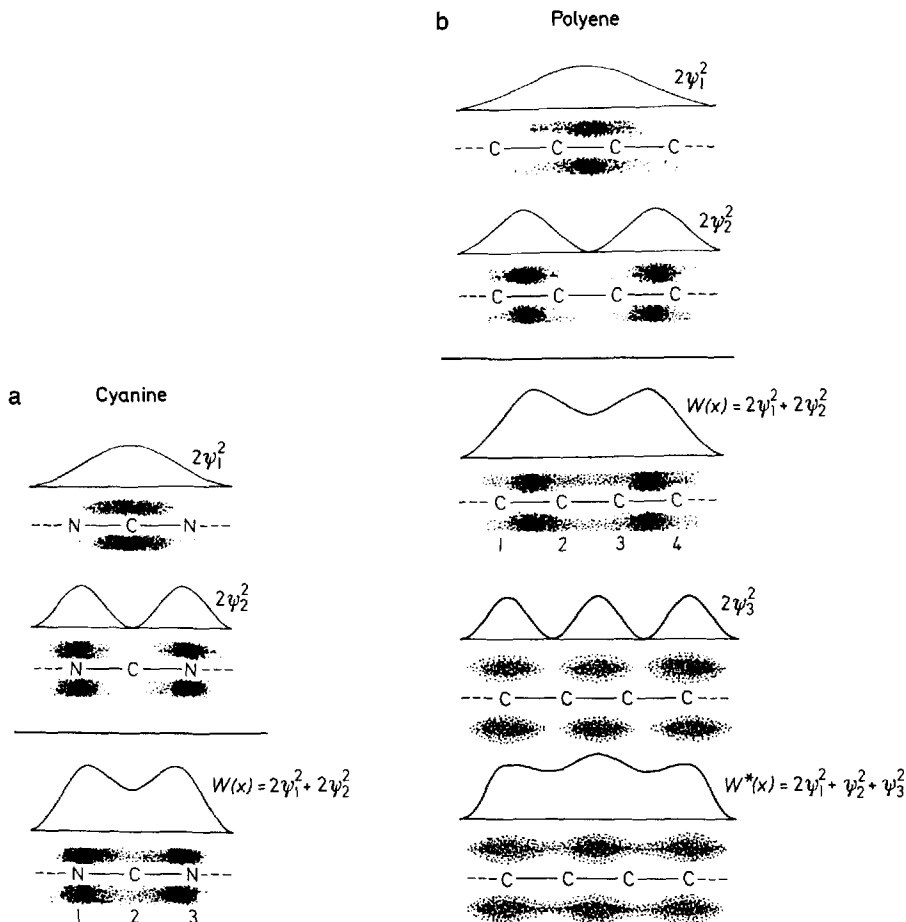 a
Cyanine
2ψ₁²
--- N — C — N ---
2ψ₂²
--- N — C — N ---
W(x) = 2ψ₁² + 2ψ₂²
--- N — C — N ---
1 2 3
b
Polyene
2ψ₁²
--- C — C — C — C ---
2ψ₂²
--- C — C — C — C ---
W(x) = 2ψ₁² + 2ψ₂²
--- C — C — C — C ---
1 2 3 4
2ψ₃²
--- C — C — C — C ---
W*(x) = 2ψ₁² + ψ₂² + ψ₃²
--- C — C — C — C ---